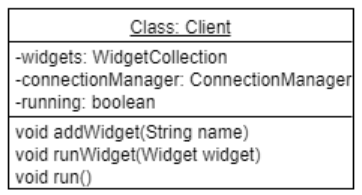 Class: Client
-widgets: WidgetCollection
-connectionManager: ConnectionManager
-running: boolean
void addWidget(String name)
void runWidget(Widget widget)
void run()